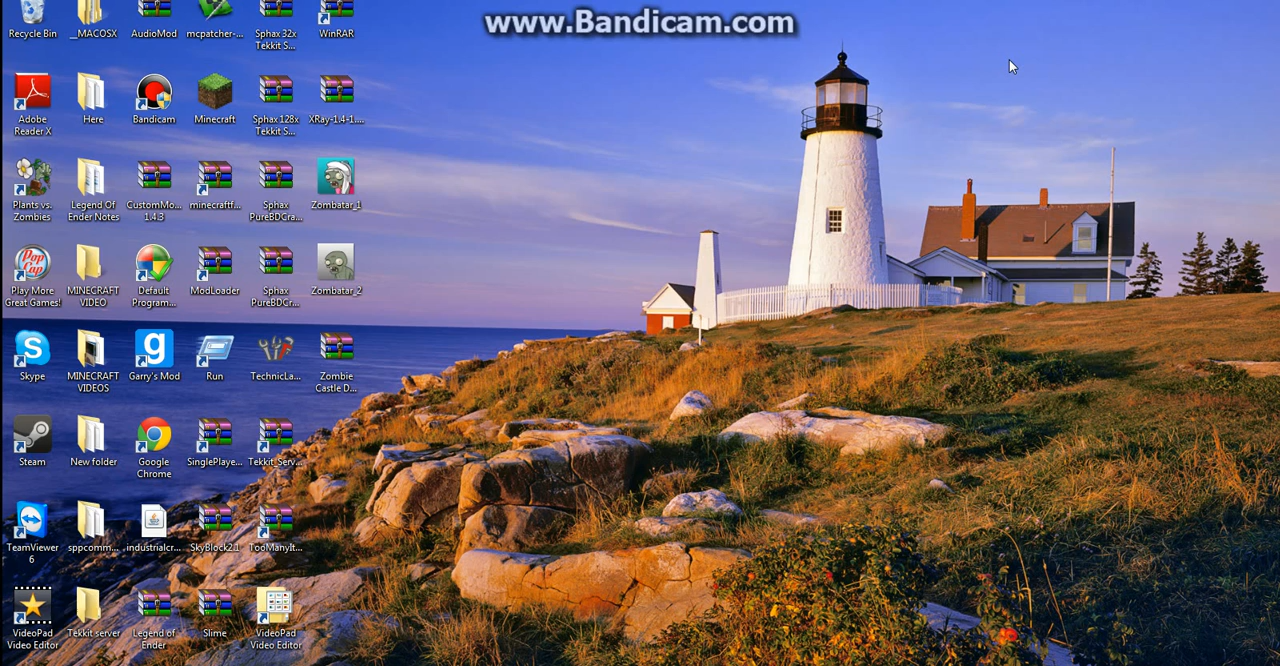 www.Bandicam.com
Recycle Bin
__MACOSX
AudioMod
mcpatcher-...
Sphax 32x
Tekkit S...
WinRAR
Adobe
Reader X
Here
Bandicam
Minecraft
Sphax 128x
Tekkit S...
XRay-1.4-1....
Plants vs.
Zombies
Legend Of
Ender Notes
CustomMo...
1.4.3
minecraftf...
Sphax
PureBDCra...
Zombatar_1
Pop
Cap
Play More
Great Games!
MINECRAFT
VIDEO
Default
Program...
ModLoader
Sphax
PureBDCr...
Zombatar_2
S
Skype
MINECRAFT
VIDEOS
g
Garry's Mod
Run
TechnicLa...
Zombie
Castle D...
Steam
New folder
Google
Chrome
SinglePlaye...
Tekkit_Serv...
TeamViewer
6
sppcomm...
industrialcr...
SkyBlock2.1
TooManyIt...
VideoPad
Video Editor
Tekkit server
Legend of
Ender
Slime
VideoPad
Video Editor